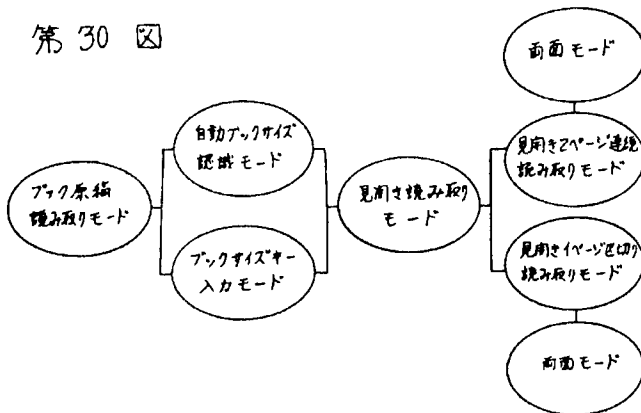 第 30 図
両面モード
自動ブックサイズ
認識モード
見開き2ページ連続
読み取りモード
ブック原稿
読み取りモード
見開き読み取り
モード
ブックサイズキー
入力モード
見開き1ページ区切り
読み取りモード
両面モード